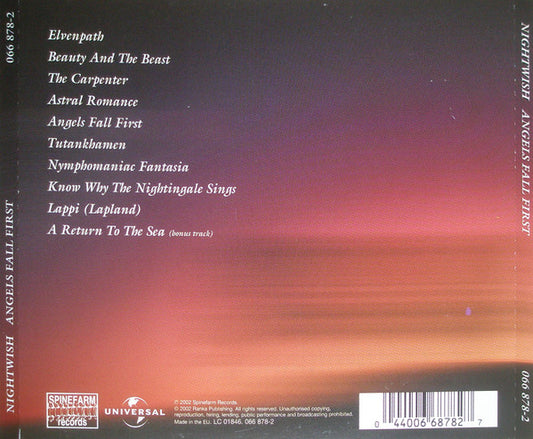 066 878-2
NIGHTWISH ANGELS FALL FIRST
Elvenpath
Beauty And The Beast
The Carpenter
Astral Romance
Angels Fall First
Tutankhamen
Nymphomaniac Fantasia
Know Why The Nightingale Sings
Lappi (Lapland)
A Return To The Sea (bonus track)
SPINEFARM
records
UNIVERSAL
℗ 2002 Spinefarm Records.
© 2002 Ranka Publishing. All rights reserved. Unauthorised copying,
reproduction, hiring, lending, public performance and broadcasting prohibited.
Made in the EU. LC 01846. 066 878-2
0 44006 68782 7
NIGHTWISH ANGELS FALL FIRST
066 878-2